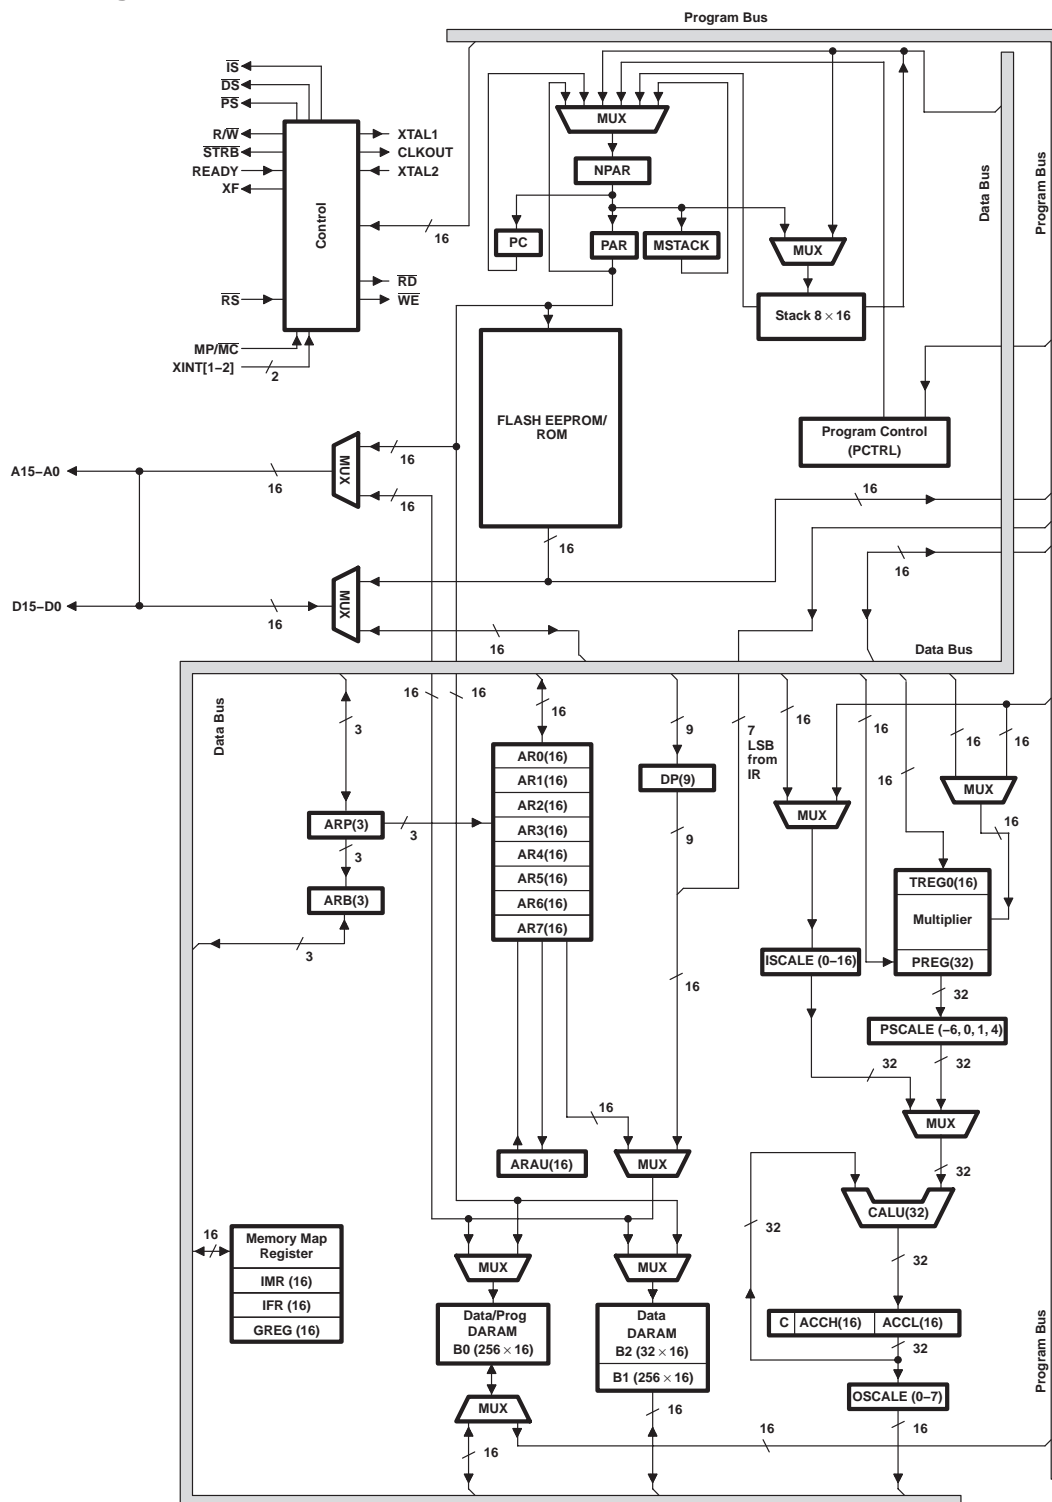 Program Bus
IS
DS
PS
R/W
STRB
READY
XF
XTAL1
CLKOUT
XTAL2
Control
16
RS
RD
WE
MP/MC
XINT[1–2]
2
MUX
NPAR
PC
PAR
MSTACK
MUX
Stack 8 × 16
Data Bus
Program Bus
FLASH EEPROM/
ROM
Program Control
(PCTRL)
A15–A0
16
MUX
16
16
16
16
16
D15–D0
16
MUX
16
Data Bus
Data Bus
16
16
3
16
9
7
LSB
from
IR
16
16
16
16
16
AR0(16)
AR1(16)
AR2(16)
AR3(16)
AR4(16)
AR5(16)
AR6(16)
AR7(16)
DP(9)
MUX
MUX
ARP(3)
3
3
9
16
ARB(3)
3
TREG0(16)
Multiplier
PREG(32)
ISCALE (0–16)
16
32
PSCALE (–6, 0, 1, 4)
32
32
16
MUX
ARAU(16)
MUX
32
CALU(32)
32
32
16
Memory Map
Register
IMR (16)
IFR (16)
GREG (16)
MUX
MUX
Data/Prog
DARAM
B0 (256 × 16)
Data
DARAM
B2 (32 × 16)
B1 (256 × 16)
C
ACCH(16)
ACCL(16)
32
OSCALE (0–7)
MUX
16
16
16
16
Program Bus